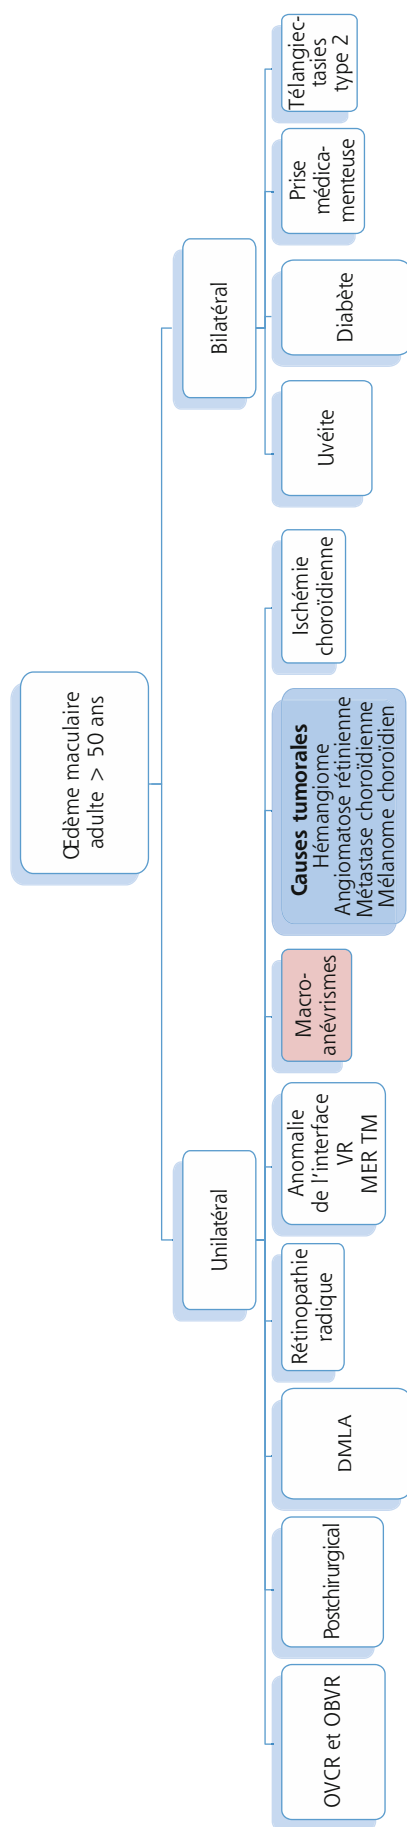 Œdème maculaire
adulte > 50 ans
Unilatéral
Bilatéral
OVCR et OBVR
Postchirurgical
DMLA
Rétinopathie
radique
Anomalie
de l'interface
VR
MER TM
Macro-
anévrismes
Causes tumorales
Hémangiome
Angiomatose rétinienne
Métastase choroïdienne
Mélanome choroïdien
Ischémie
choroïdienne
Uvéite
Diabète
Prise
médica-
menteuse
Télangiec-
tasies
type 2